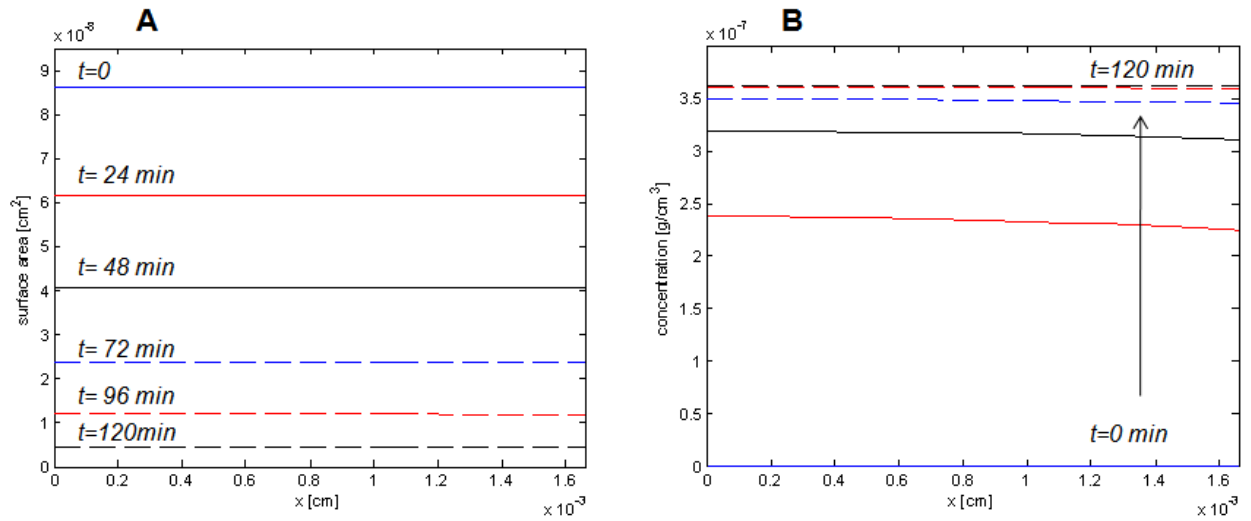 A
× 10⁻⁸
9
8
7
6
5
4
3
2
1
0
surface area [cm²]
t=0
t= 24 min
t= 48 min
t= 72 min
t= 96 min
t=120min
0 0.2 0.4 0.6 0.8 1 1.2 1.4 1.6
x [cm]
× 10⁻³
B
× 10⁻⁷
3.5
3
2.5
2
1.5
1
0.5
0
concentration [g/cm³]
t=120 min
t=0 min
0 0.2 0.4 0.6 0.8 1 1.2 1.4 1.6
x [cm]
× 10⁻³